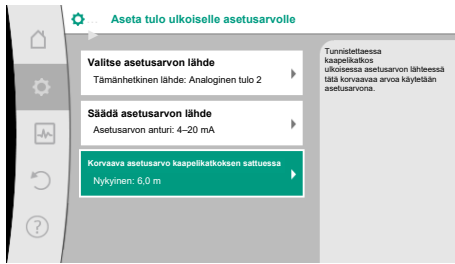 Aseta tulo ulkoiselle asetusarvolle
Valitse asetusarvon lähde
Tämänhetkinen lähde: Analoginen tulo 2
Säädä asetusarvon lähde
Asetusarvon anturi: 4–20 mA
Korvaava asetusarvo kaapelikatkoksen sattuessa
Nykyinen: 6,0 m
Tunnistettaessa
kaapelikatkos
ulkoisessa asetusarvon lähteessä
tätä korvaavaa arvoa käytetään
asetusarvona.
?